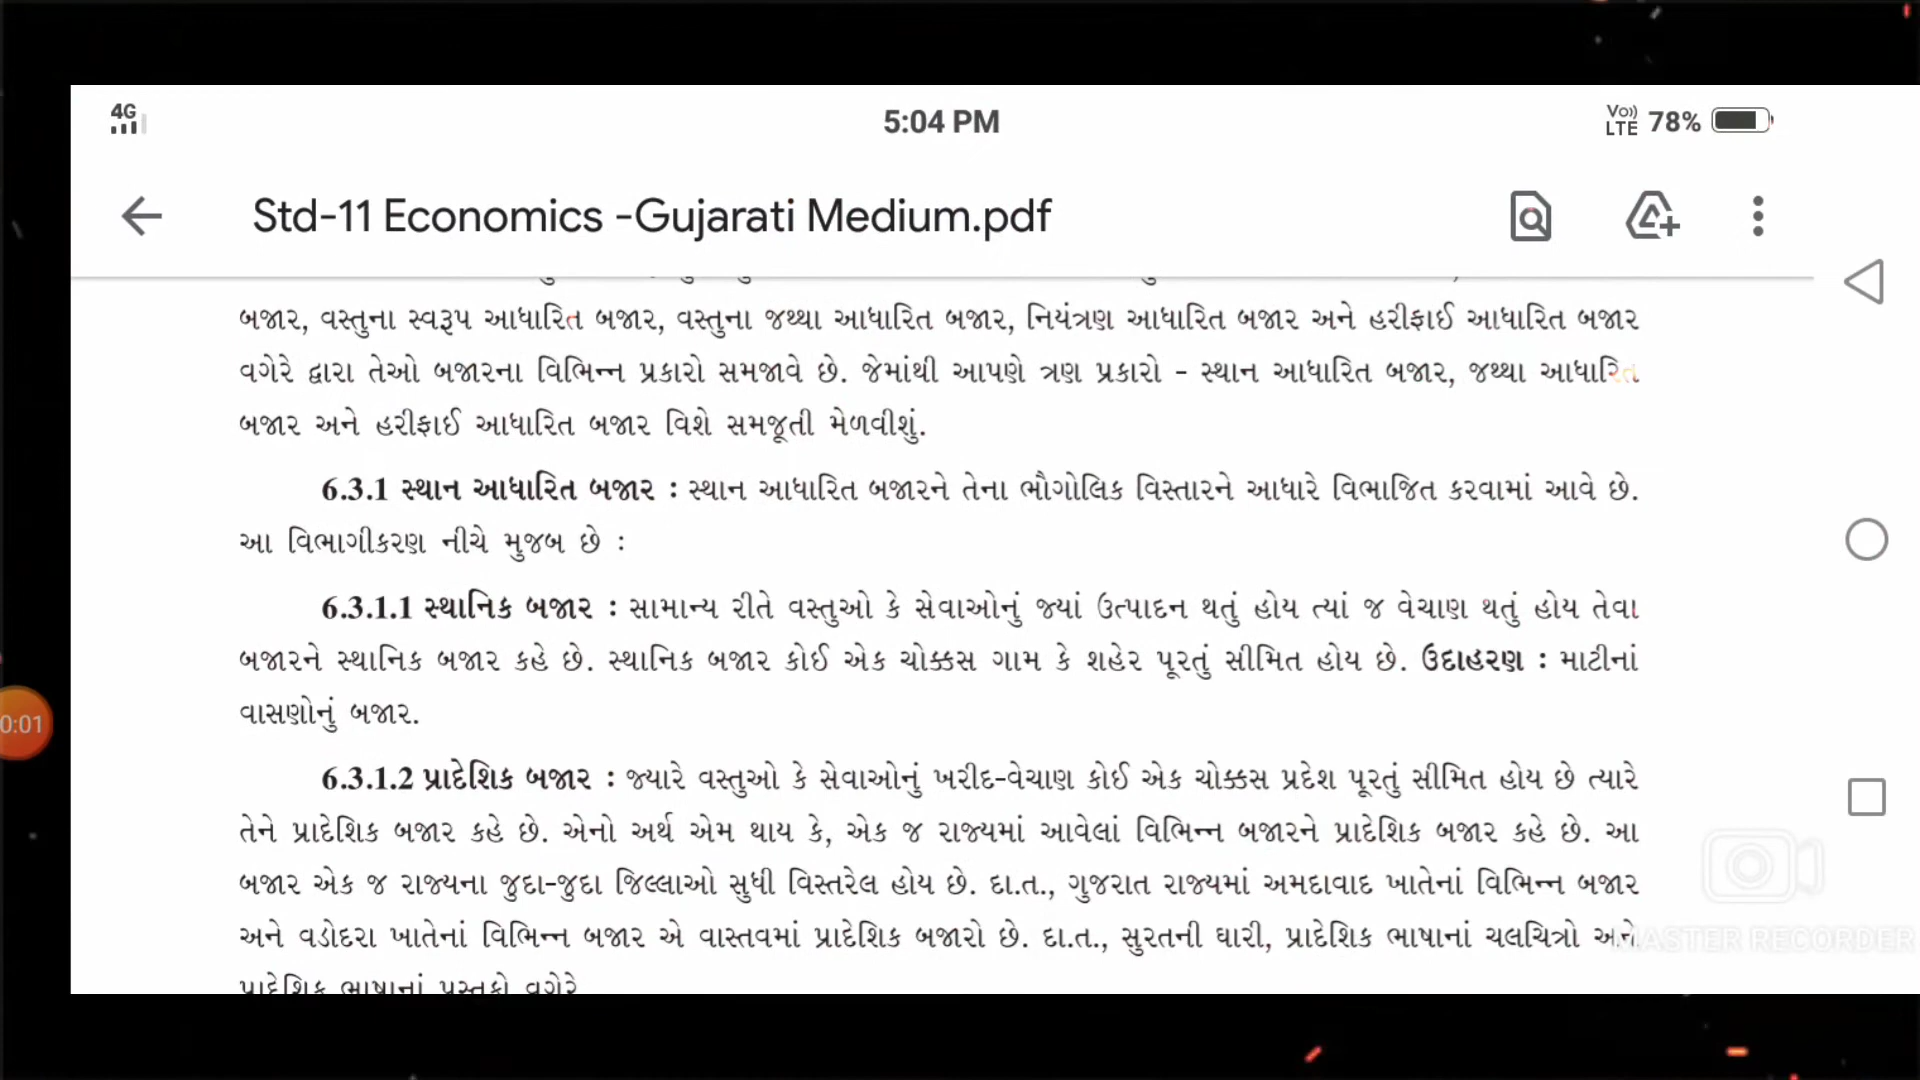 4G
5:04 PM
Vo)) LTE 78%
Std-11 Economics -Gujarati Medium.pdf
બજાર, વસ્તુના સ્વરૂપ આધારિત બજાર, વસ્તુના જથ્થા આધારિત બજાર, નિયંત્રણ આધારિત બજાર અને હરીફાઈ આધારિત બજાર
વગેરે દ્વારા તેઓ બજારના વિભિન્ન પ્રકારો સમજાવે છે. જેમાંથી આપણે ત્રણ પ્રકારો - સ્થાન આધારિત બજાર, જથ્થા આધારિત
બજાર અને હરીફાઈ આધારિત બજાર વિશે સમજૂતી મેળવીશું.
6.3.1 સ્થાન આધારિત બજાર : સ્થાન આધારિત બજારને તેના ભૌગોલિક વિસ્તારને આધારે વિભાજિત કરવામાં આવે છે.
આ વિભાગીકરણ નીચે મુજબ છે :
6.3.1.1 સ્થાનિક બજાર : સામાન્ય રીતે વસ્તુઓ કે સેવાઓનું જ્યાં ઉત્પાદન થતું હોય ત્યાં જ વેચાણ થતું હોય તેવા
બજારને સ્થાનિક બજાર કહે છે. સ્થાનિક બજાર કોઈ એક ચોક્કસ ગામ કે શહેર પૂરતું સીમિત હોય છે. ઉદાહરણ : માટીનાં
વાસણોનું બજાર.
0:01
6.3.1.2 પ્રાદેશિક બજાર : જ્યારે વસ્તુઓ કે સેવાઓનું ખરીદ-વેચાણ કોઈ એક ચોક્કસ પ્રદેશ પૂરતું સીમિત હોય છે ત્યારે
તેને પ્રાદેશિક બજાર કહે છે. એનો અર્થ એમ થાય કે, એક જ રાજ્યમાં આવેલાં વિભિન્ન બજારને પ્રાદેશિક બજાર કહે છે. આ
બજાર એક જ રાજ્યના જુદા-જુદા જિલ્લાઓ સુધી વિસ્તરેલ હોય છે. દા.ત., ગુજરાત રાજ્યમાં અમદાવાદ ખાતેનાં વિભિન્ન બજાર
અને વડોદરા ખાતેનાં વિભિન્ન બજાર એ વાસ્તવમાં પ્રાદેશિક બજારો છે. દા.ત., સુરતની ઘારી, પ્રાદેશિક ભાષાનાં ચલચિત્રો અને
MASTER RECORDER
પ્રાદેશિક ભાષાનાં પુસ્તકો વગેરે